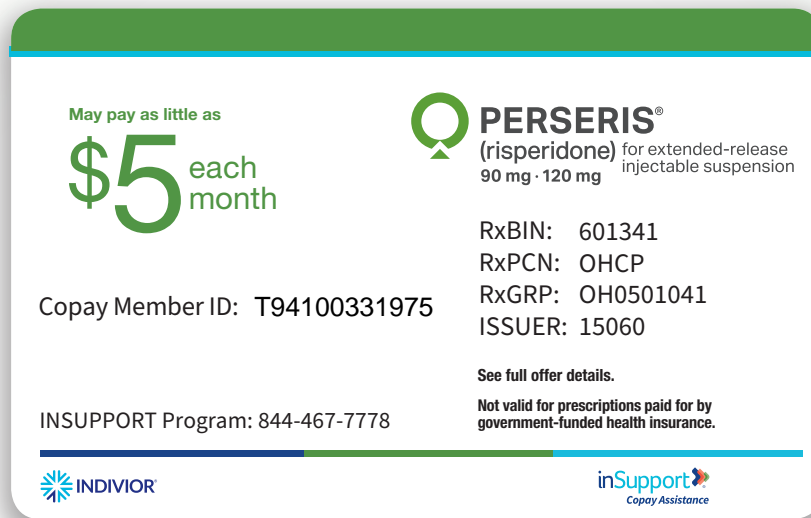 May pay as little as
$5 each month
PERSERIS®
(risperidone) for extended-release
90 mg · 120 mg injectable suspension
RxBIN: 601341
RxPCN: OHCP
RxGRP: OH0501041
ISSUER: 15060
Copay Member ID: T94100331975
See full offer details.
Not valid for prescriptions paid for by
government-funded health insurance.
INSUPPORT Program: 844-467-7778
INDIVIOR
inSupport
Copay Assistance